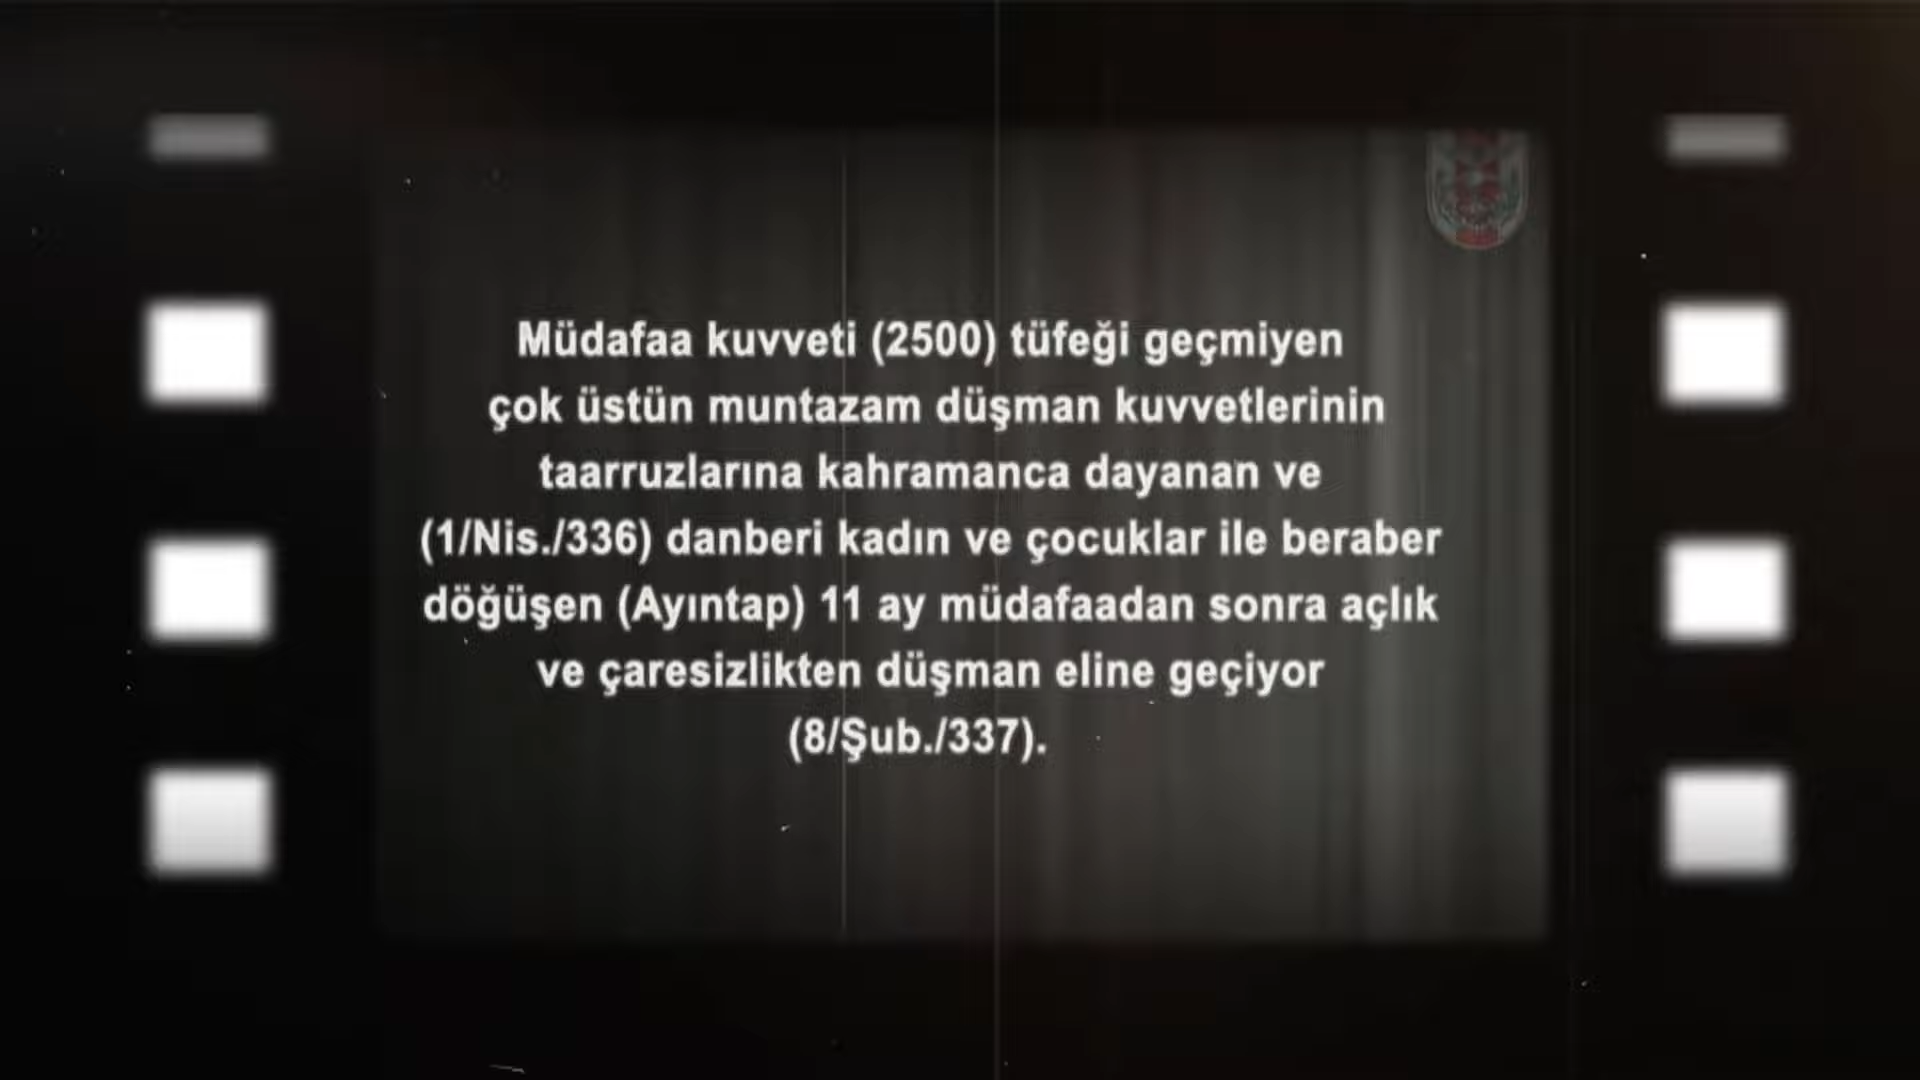 Müdafaa kuvveti (2500) tüfeği geçmiyen
çok üstün muntazam düşman kuvvetlerinin
taarruzlarına kahramanca dayanan ve
(1/Nis./336) danberi kadın ve çocuklar ile beraber
döğüşen (Ayıntap) 11 ay müdafaadan sonra açlık
ve çaresizlikten düşman eline geçiyor
(8/Şub./337).